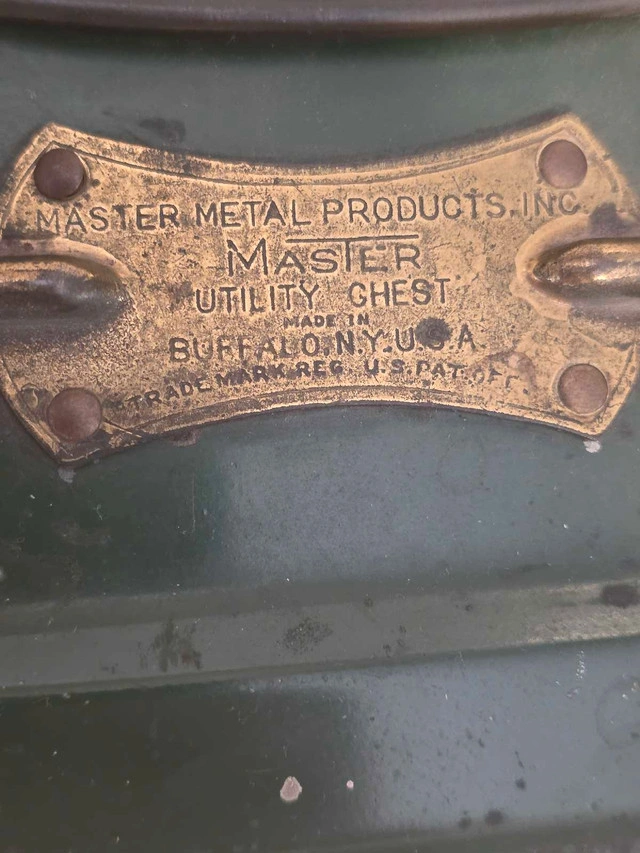 MASTER METAL PRODUCTS, INC.
MASTER
UTILITY CHEST
MADE IN
BUFFALO, N.Y. U.S.A.
TRADE MARK REG. U.S. PAT. OFF.